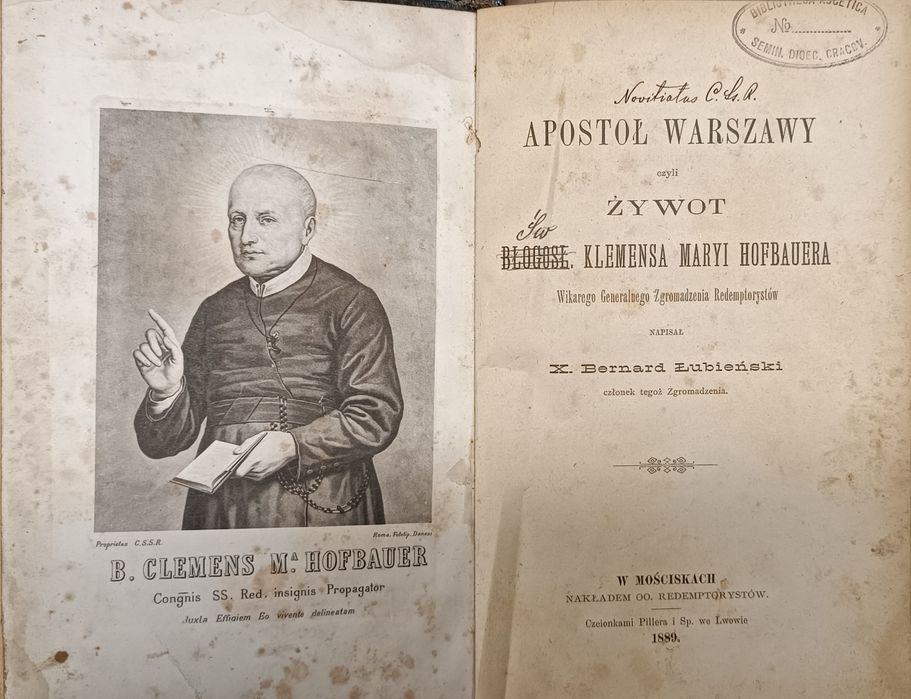 Proprietas C.S.S.R.
Roma. Fototip. Danesi
B. CLEMENS Mᴬ HOFBAUER
Congñis SS. Red. insignis Propagator
Juxta Effigiem Eo vivente delineatam
BIBLIOTHECA ASCETICA
No
SEMIN. DIOEC. CRACOV.
Novitiatus C. Ss. R.
APOSTOŁ WARSZAWY
czyli
ŻYWOT
Św
BŁOGOSŁ. KLEMENSA MARYI HOFBAUERA
Wikarego Generalnego Zgromadzenia Redemptorystów
NAPISAŁ
X. Bernard Łubieński
członek tegoż Zgromadzenia.
W MOŚCISKACH
NAKŁADEM OO. REDEMPTORYSTÓW.
Czcionkami Pillera i Sp. we Lwowie
1889.